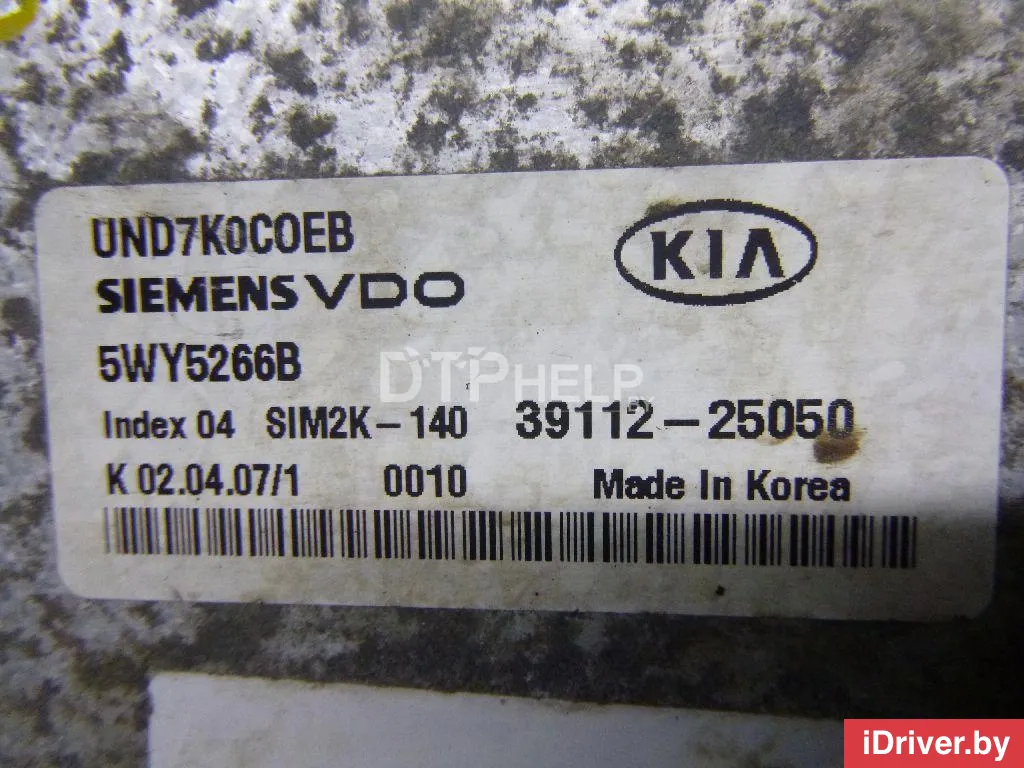 UND7K0C0EB
KIA
SIEMENS VDO
5WY5266B
DTPHELP
Index 04 SIM2K-140 39112-25050
K 02.04.07/1 0010 Made In Korea
iDriver.by